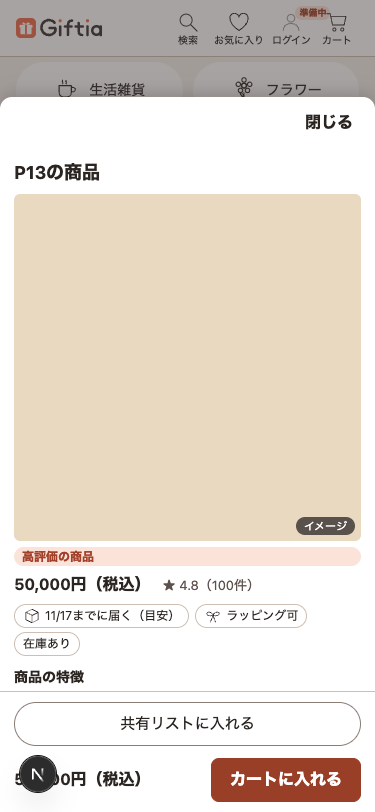 Giftia
準備中
検索
お気に入り
ログイン
カート
生活雑貨
フラワー
閉じる
P13の商品
イメージ
高評価の商品
50,000円（税込）
★ 4.8（100件）
11/17までに届く（目安）
ラッピング可
在庫あり
商品の特徴
共有リストに入れる
N
00円（税込）
カートに入れる